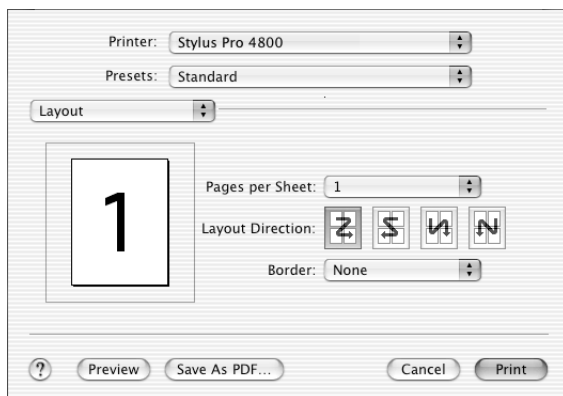 Printer: Stylus Pro 4800
Presets: Standard
Layout
1
Pages per Sheet: 1
Layout Direction:
Border: None
? Preview Save As PDF... Cancel Print